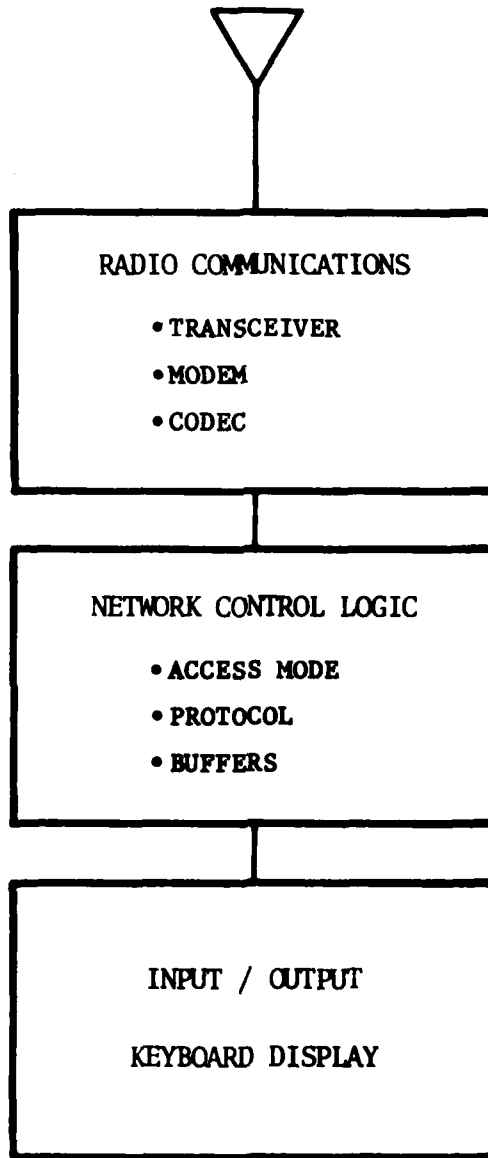 RADIO COMMUNICATIONS
• TRANSCEIVER
• MODEM
• CODEC
NETWORK CONTROL LOGIC
• ACCESS MODE
• PROTOCOL
• BUFFERS
INPUT / OUTPUT
KEYBOARD DISPLAY